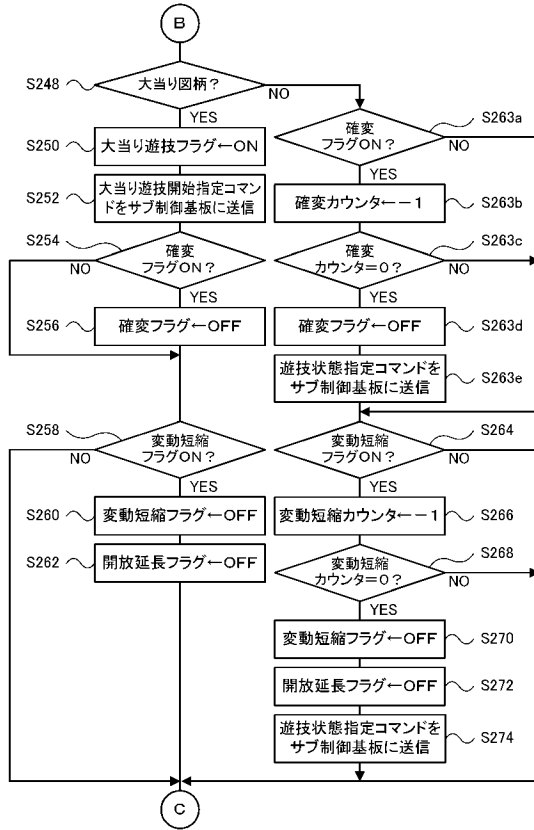 B
S248
大当り図柄？
NO
YES
S250
大当り遊技フラグ←ON
S252
大当り遊技開始指定コマン
ドをサブ制御基板に送信
S254
確変
フラグON？
NO
YES
S256
確変フラグ←OFF
S258
変動短縮
フラグON？
NO
YES
S260
変動短縮フラグ←OFF
S262
開放延長フラグ←OFF
確変
フラグON？
S263a
NO
YES
確変カウンター←－1
S263b
確変
カウンター＝0？
S263c
NO
YES
確変フラグ←OFF
S263d
遊技状態指定コマンドを
サブ制御基板に送信
S263e
変動短縮
フラグON？
S264
NO
YES
変動短縮カウンター←－1
S266
変動短縮
カウンター＝0？
S268
NO
YES
変動短縮フラグ←OFF
S270
開放延長フラグ←OFF
S272
遊技状態指定コマンドを
サブ制御基板に送信
S274
C